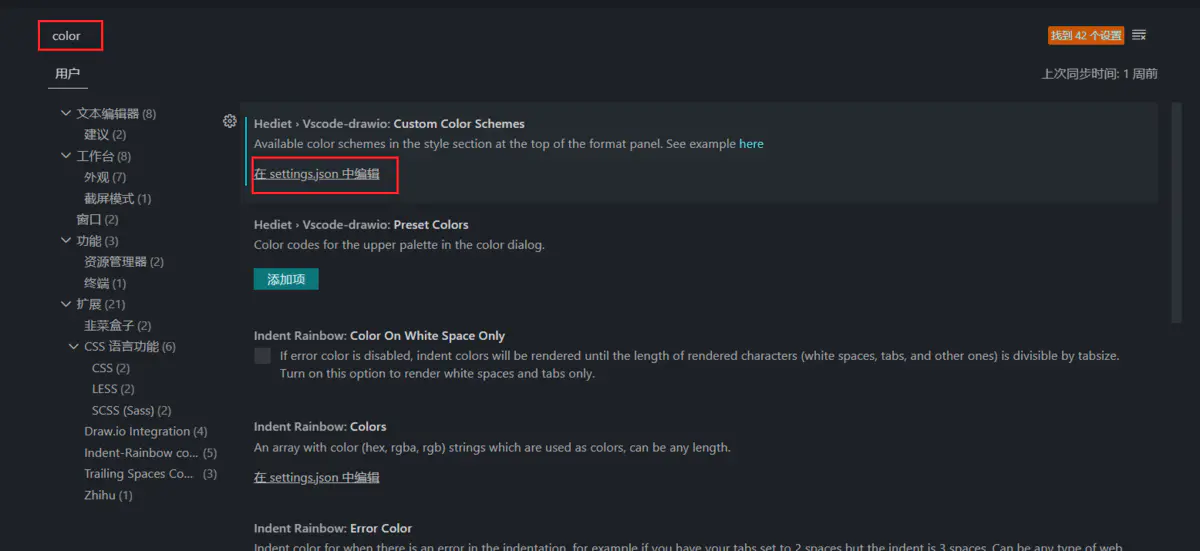 color
找到 42 个设置
用户
上次同步时间: 1 周前
文本编辑器 (8)
建议 (2)
工作台 (8)
外观 (7)
截屏模式 (1)
窗口 (2)
功能 (3)
资源管理器 (2)
终端 (1)
扩展 (21)
韭菜盒子 (2)
CSS 语言功能 (6)
CSS (2)
LESS (2)
SCSS (Sass) (2)
Draw.io Integration (4)
Indent-Rainbow co... (5)
Trailing Spaces Co... (3)
Zhihu (1)
Hediet › Vscode-drawio: Custom Color Schemes
Available color schemes in the style section at the top of the format panel. See example here
在 settings.json 中编辑
Hediet › Vscode-drawio: Preset Colors
Color codes for the upper palette in the color dialog.
添加项
Indent Rainbow: Color On White Space Only
If error color is disabled, indent colors will be rendered until the length of rendered characters (white spaces, tabs, and other ones) is divisible by tabsize.
Turn on this option to render white spaces and tabs only.
Indent Rainbow: Colors
An array with color (hex, rgba, rgb) strings which are used as colors, can be any length.
在 settings.json 中编辑
Indent Rainbow: Error Color
Indent color for when there is an error in the indentation, for example if you have your tabs set to 2 spaces but the indent is 3 spaces. Can be any type of web